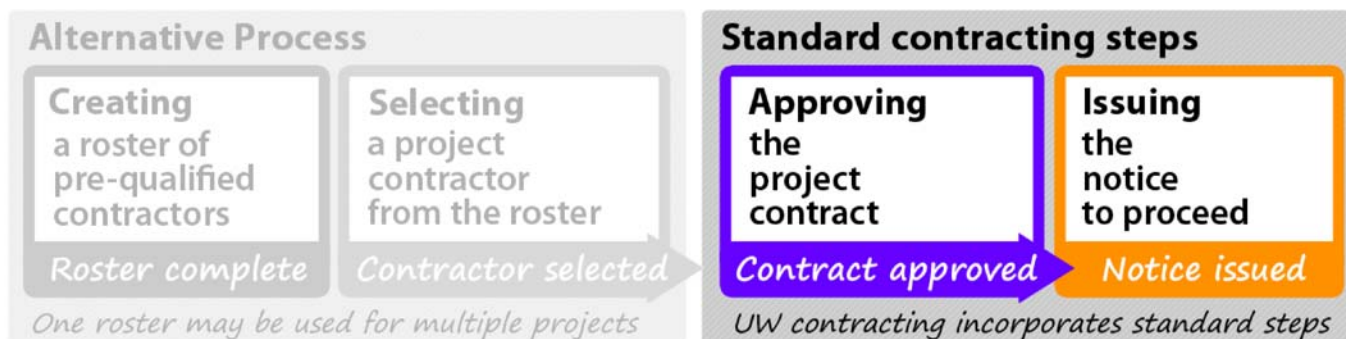 Alternative Process
Creating
a roster of
pre-qualified
contractors
Roster complete
Selecting
a project
contractor
from the roster
Contractor selected
One roster may be used for multiple projects
Standard contracting steps
Approving
the
project
contract
Contract approved
Issuing
the
notice
to proceed
Notice issued
UW contracting incorporates standard steps